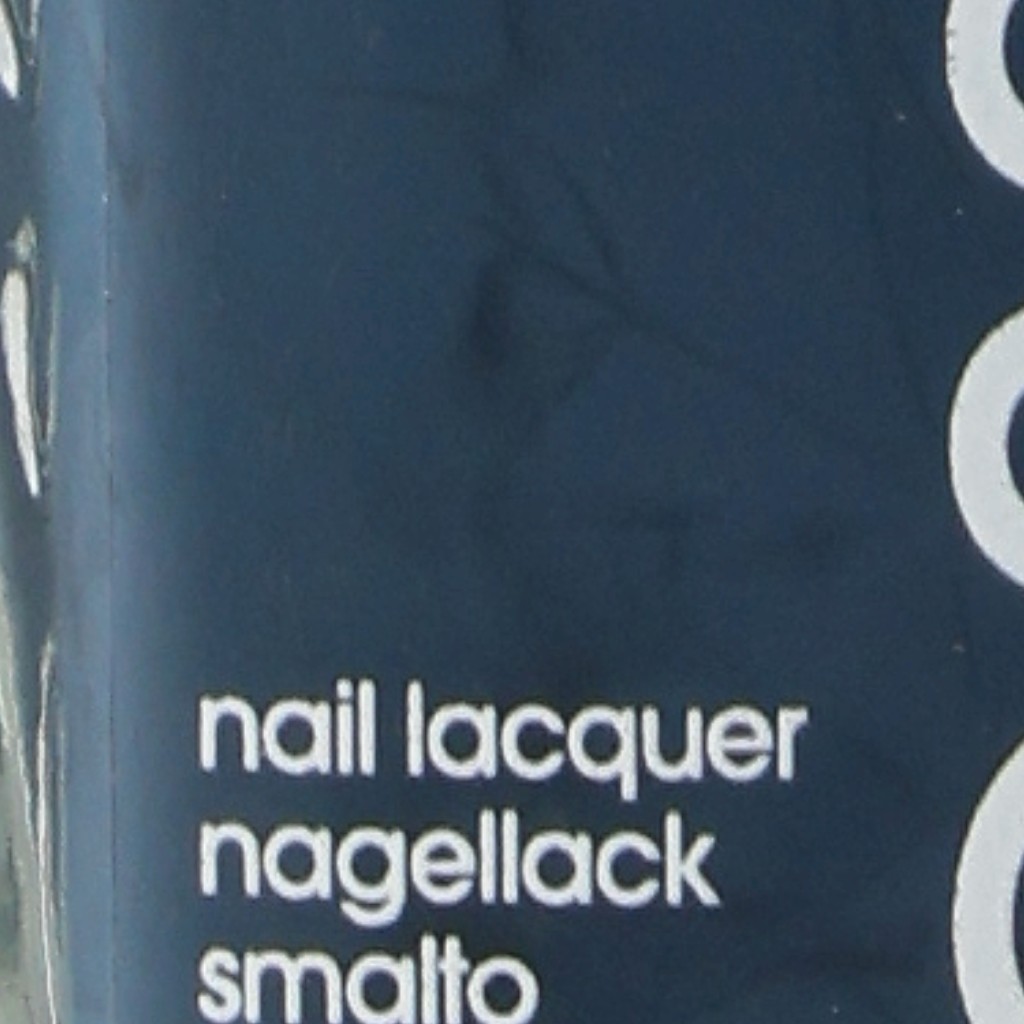 nail lacquer
nagellack
smalto